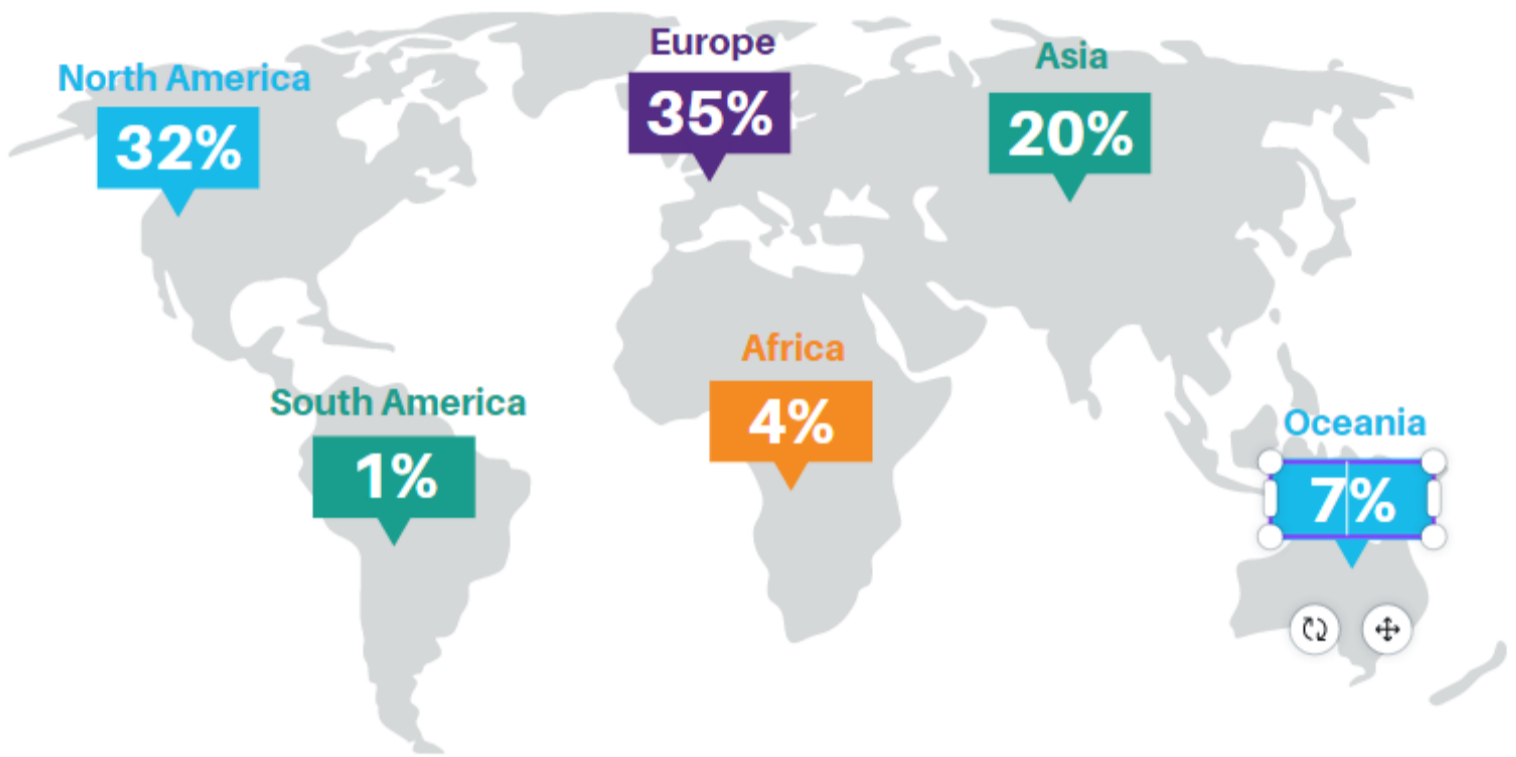 Europe
35%
Asia
20%
North America
32%
Africa
4%
South America
1%
Oceania
7%